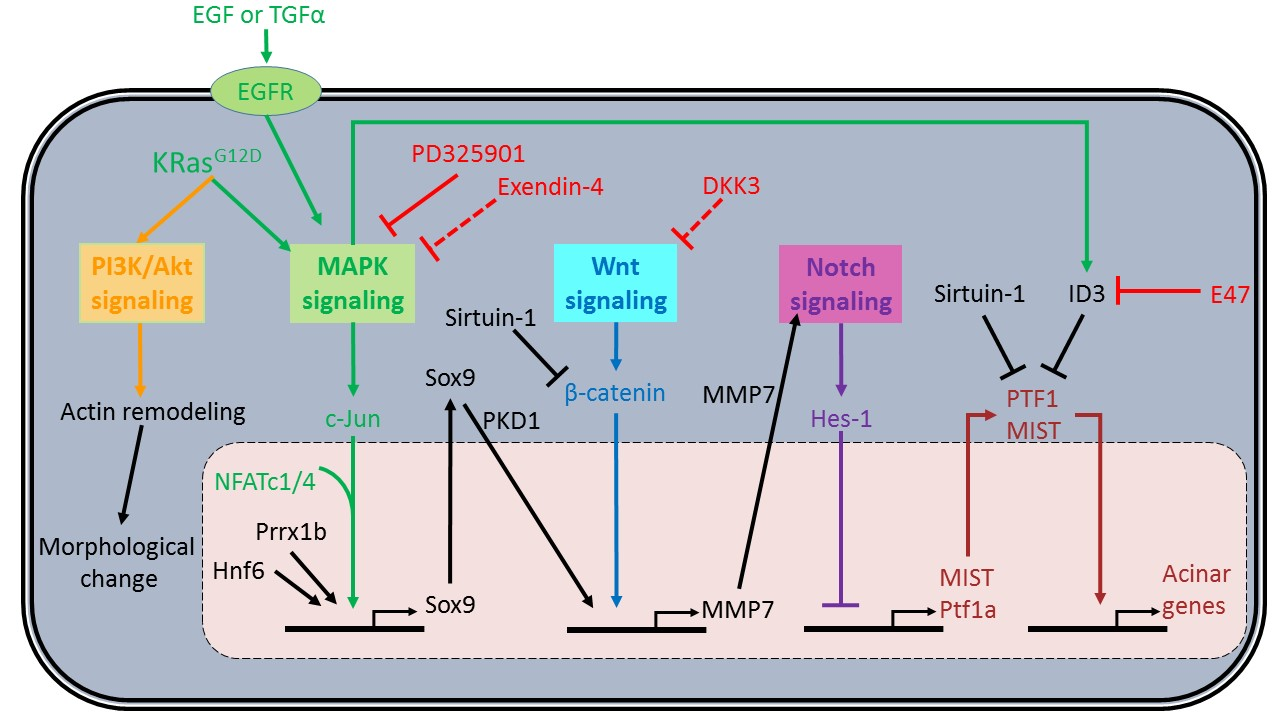 EGF or TGFα
EGFR
KRasG12D
PD325901
Exendin-4
DKK3
PI3K/Akt
signaling
MAPK
signaling
Wnt
signaling
Notch
signaling
Sirtuin-1
ID3
E47
Sirtuin-1
Sox9
β-catenin
MMP7
PTF1
MIST
Actin remodeling
c-Jun
PKD1
Hes-1
NFATc1/4
Prrx1b
Hnf6
Morphological
change
Sox9
MMP7
MIST
Ptf1a
Acinar
genes